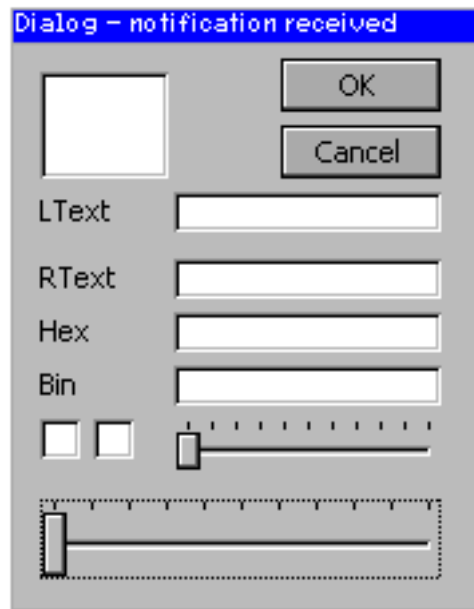 Dialog – notification received
OK
Cancel
LText
RText
Hex
Bin